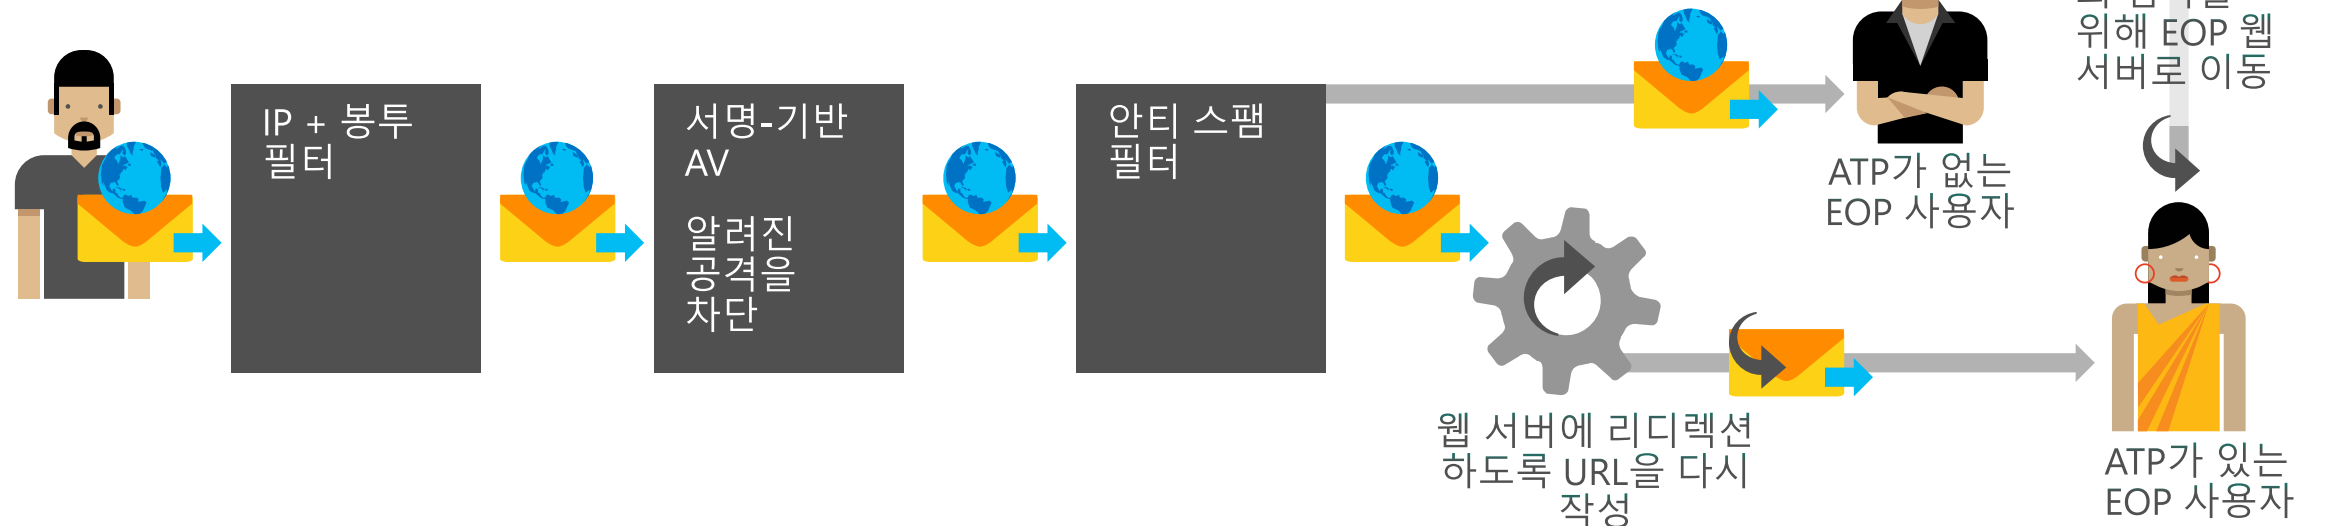 IP + 봉투
필터
서명-기반
AV
알려진
공격을
차단
안티 스팸
필터
ATP가 없는
EOP 사용자
위해 EOP 웹
서버로 이동
웹 서버에 리디렉션
하도록 URL을 다시
작성
ATP가 있는
EOP 사용자